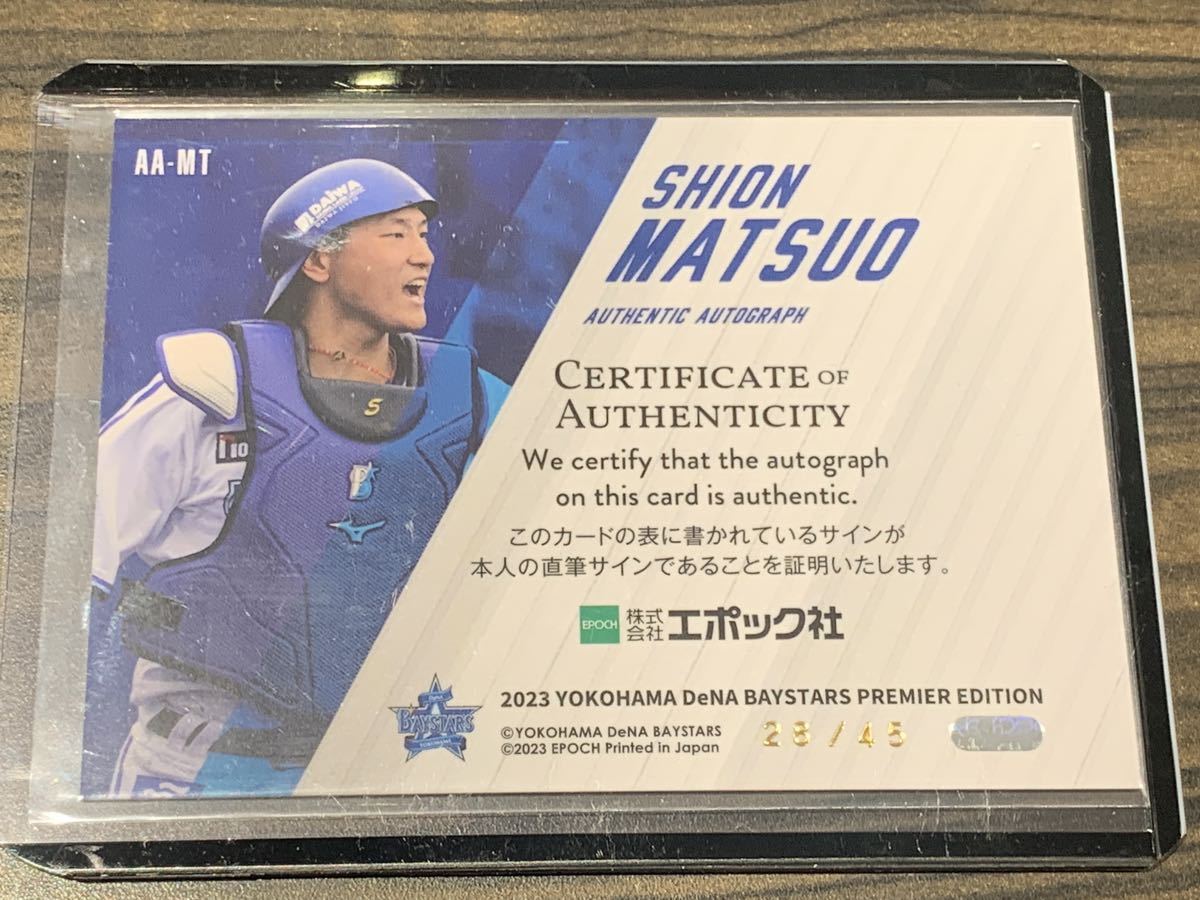 AA-MT
DAIWA
SHION
MATSUO
AUTHENTIC AUTOGRAPH
CERTIFICATE OF
AUTHENTICITY
We certify that the autograph
on this card is authentic.
このカードの表に書かれているサインが
本人の直筆サインであることを証明いたします。
EPOCH 株式会社 エポック社
S
B
DeNA
BAYSTARS
YOKOHAMA
2023 YOKOHAMA DeNA BAYSTARS PREMIER EDITION
©YOKOHAMA DeNA BAYSTARS
©2023 EPOCH Printed in Japan
28/45